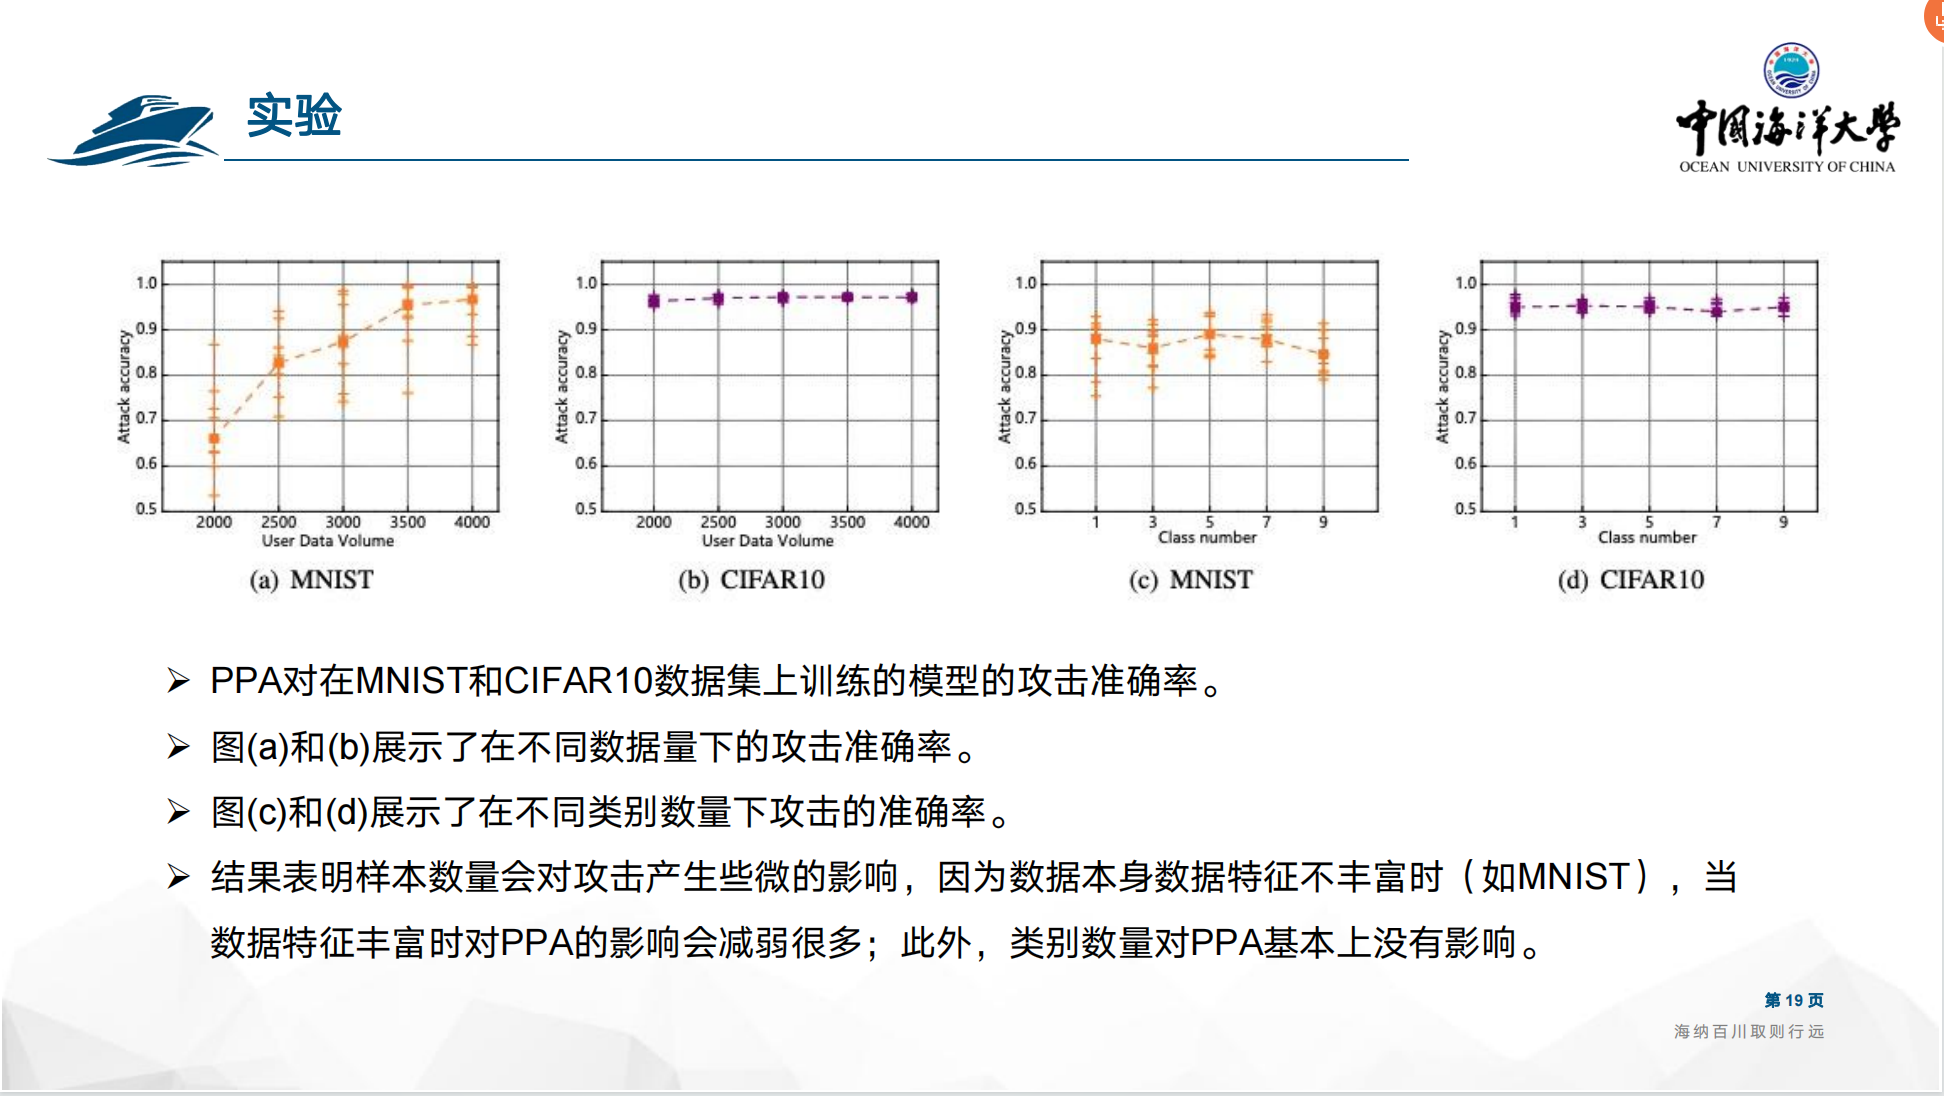 实验
中国海洋大学
OCEAN UNIVERSITY OF CHINA
Attack accuracy
1.0
0.9
0.8
0.7
0.6
0.5
2000 2500 3000 3500 4000
User Data Volume
(a) MNIST
Attack accuracy
1.0
0.9
0.8
0.7
0.6
0.5
2000 2500 3000 3500 4000
User Data Volume
(b) CIFAR10
Attack accuracy
1.0
0.9
0.8
0.7
0.6
0.5
1 3 5 7 9
Class number
(c) MNIST
Attack accuracy
1.0
0.9
0.8
0.7
0.6
0.5
1 3 5 7 9
Class number
(d) CIFAR10
PPA对在MNIST和CIFAR10数据集上训练的模型的攻击准确率。
图(a)和(b)展示了在不同数据量下的攻击准确率。
图(c)和(d)展示了在不同类别数量下攻击的准确率。
结果表明样本数量会对攻击产生些微的影响，因为数据本身数据特征不丰富时（如MNIST），当
数据特征丰富时对PPA的影响会减弱很多；此外，类别数量对PPA基本上没有影响。
第 19 页
海纳百川取则行远